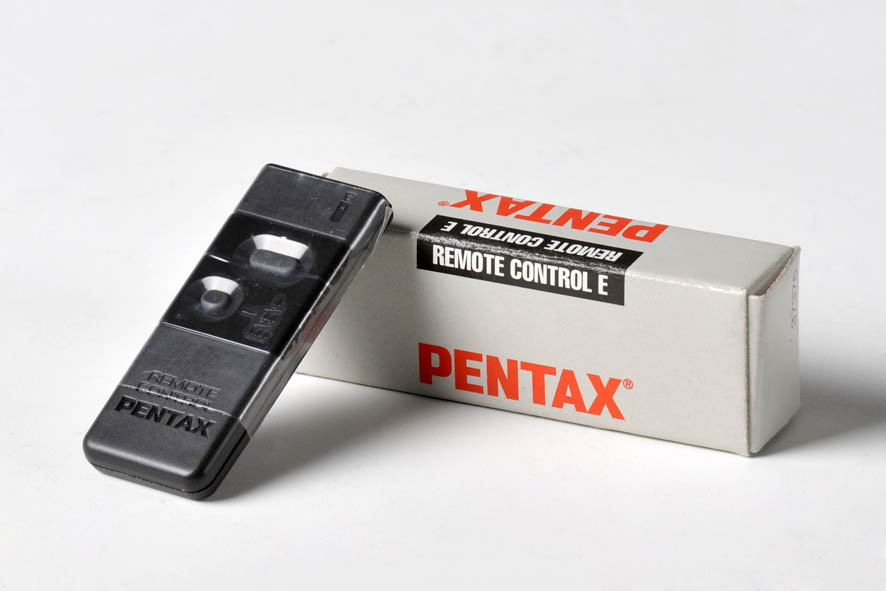 REMOTE
CONTROL
PENTAX
PENTAX®
REMOTE CONTROL E
REMOTE CONTROL E
PENTAX®